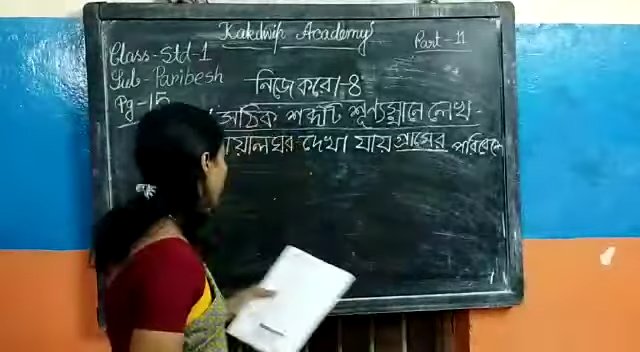 Kakdwip Academy
Part-11
Class-Std-1
Sub-Paribesh
Pg-15
নিজে করো-৪
সঠিক শব্দটি শূন্যস্থানে লেখ-
য়ালঘর দেখা যায় গ্রামের পরিবেশে